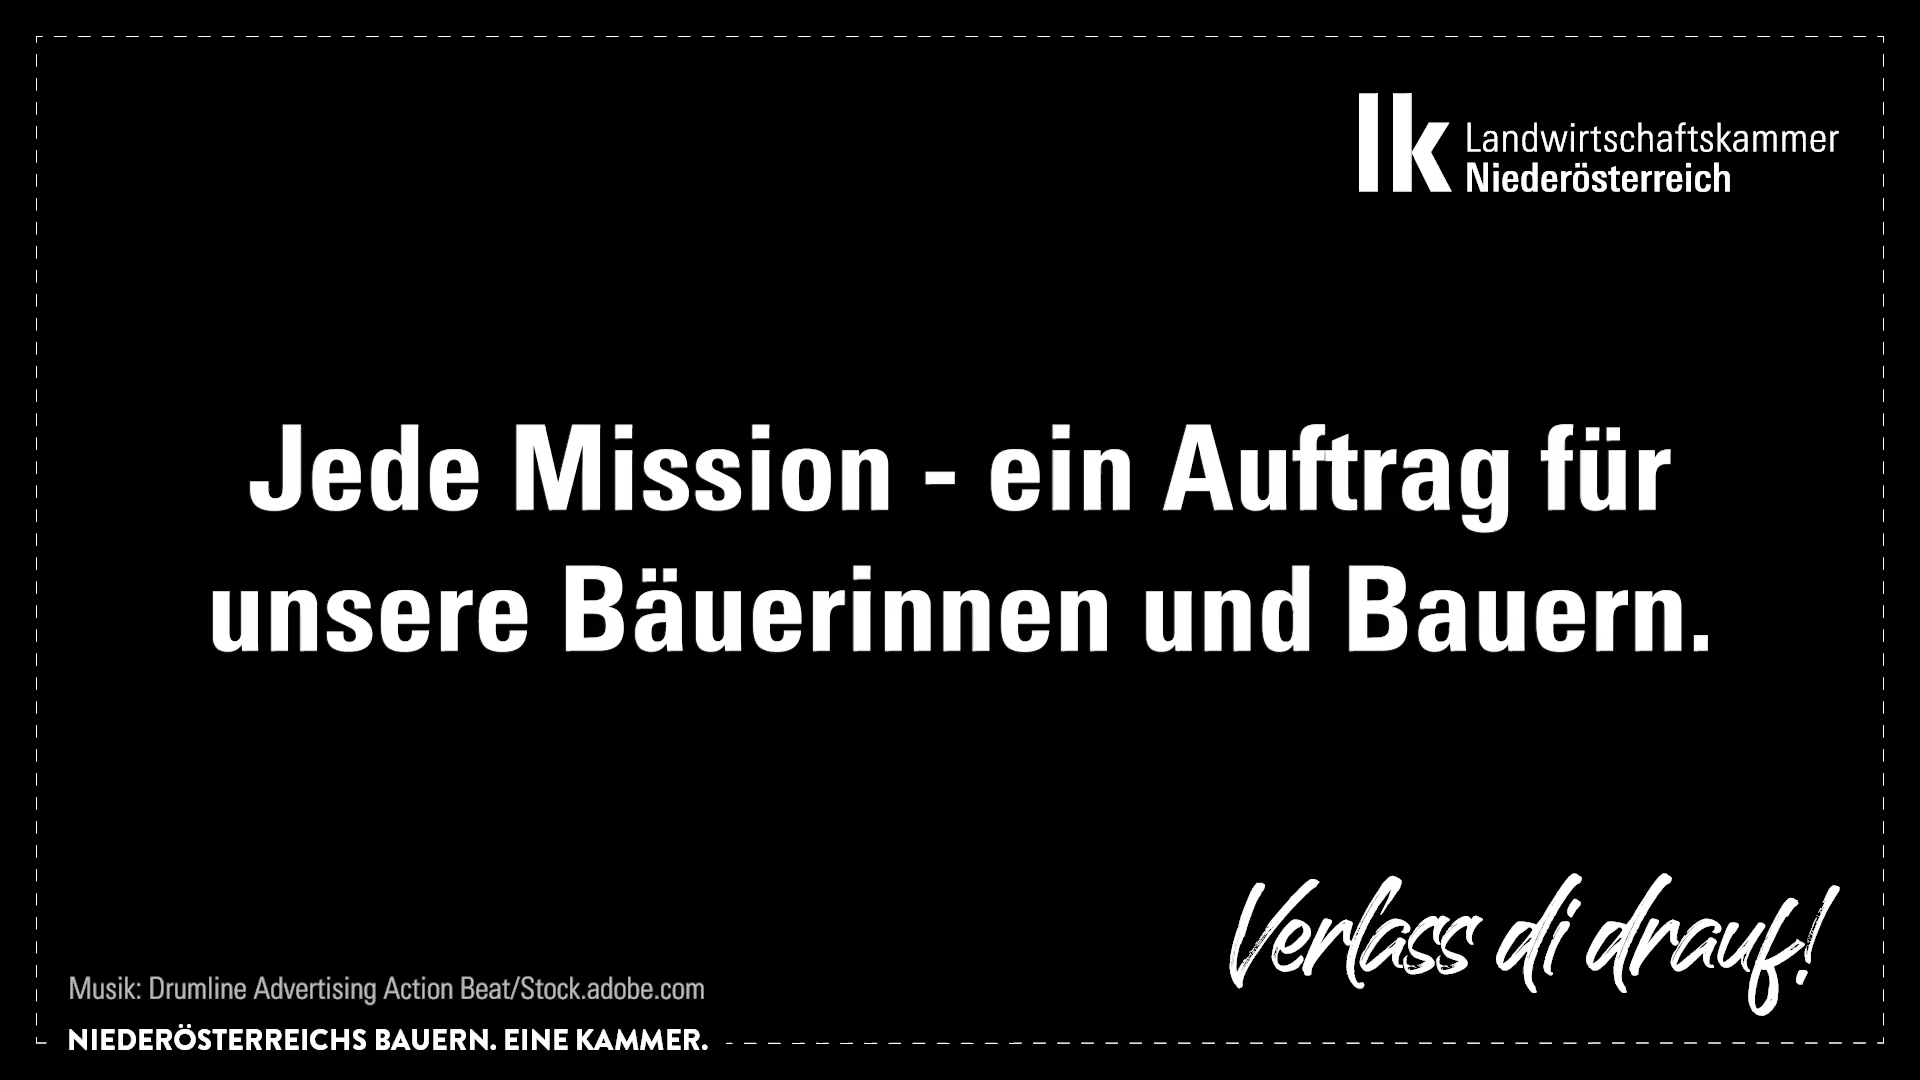 lk Landwirtschaftskammer
Niederösterreich
Jede Mission - ein Auftrag für
unsere Bäuerinnen und Bauern.
Verlass di drauf!
Musik: Drumline Advertising Action Beat/Stock.adobe.com
NIEDERÖSTERREICHS BAUERN. EINE KAMMER.